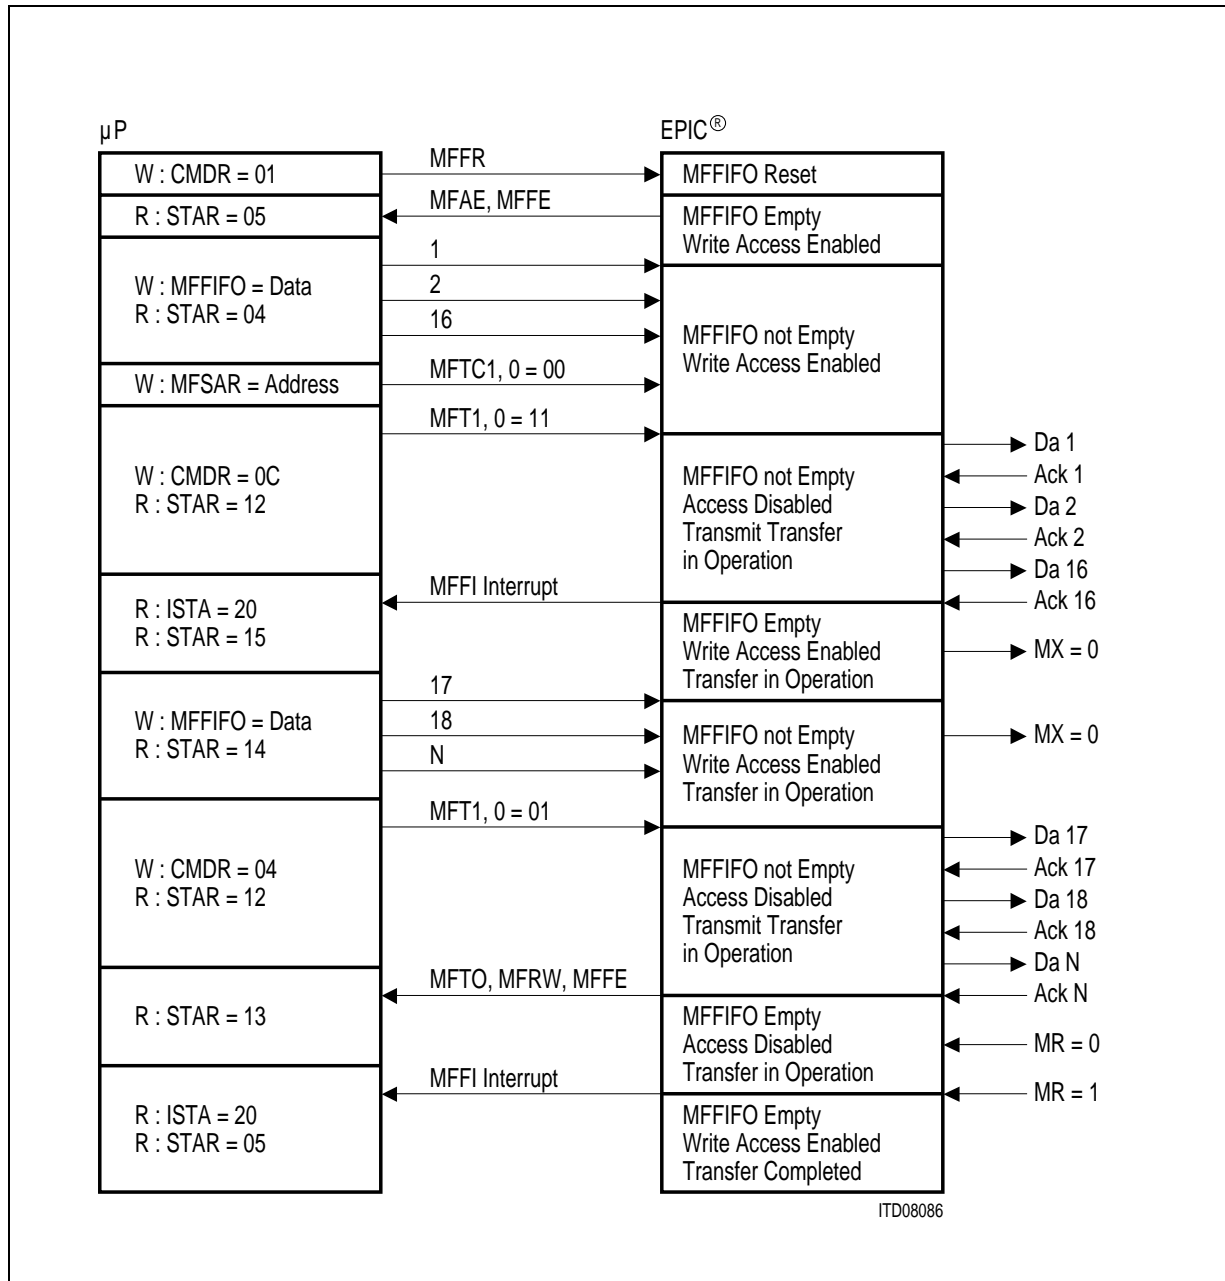 µP
EPIC®
W : CMDR = 01
MFFR
MFFIFO Reset
R : STAR = 05
MFAE, MFFE
MFFIFO Empty
Write Access Enabled
W : MFFIFO = Data
R : STAR = 04
1
2
16
MFFIFO not Empty
Write Access Enabled
W : MFSAR = Address
MFTC1, 0 = 00
MFT1, 0 = 11
W : CMDR = 0C
R : STAR = 12
MFFIFO not Empty
Access Disabled
Transmit Transfer
in Operation
Da 1
Ack 1
Da 2
Ack 2
Da 16
Ack 16
R : ISTA = 20
R : STAR = 15
MFFI Interrupt
MFFIFO Empty
Write Access Enabled
Transfer in Operation
MX = 0
W : MFFIFO = Data
R : STAR = 14
17
18
N
MFFIFO not Empty
Write Access Enabled
Transfer in Operation
MX = 0
MFT1, 0 = 01
W : CMDR = 04
R : STAR = 12
MFFIFO not Empty
Access Disabled
Transmit Transfer
in Operation
Da 17
Ack 17
Da 18
Ack 18
Da N
Ack N
R : STAR = 13
MFTO, MFRW, MFFE
MFFIFO Empty
Access Disabled
Transfer in Operation
MR = 0
MR = 1
R : ISTA = 20
R : STAR = 05
MFFI Interrupt
MFFIFO Empty
Write Access Enabled
Transfer Completed
ITD08086